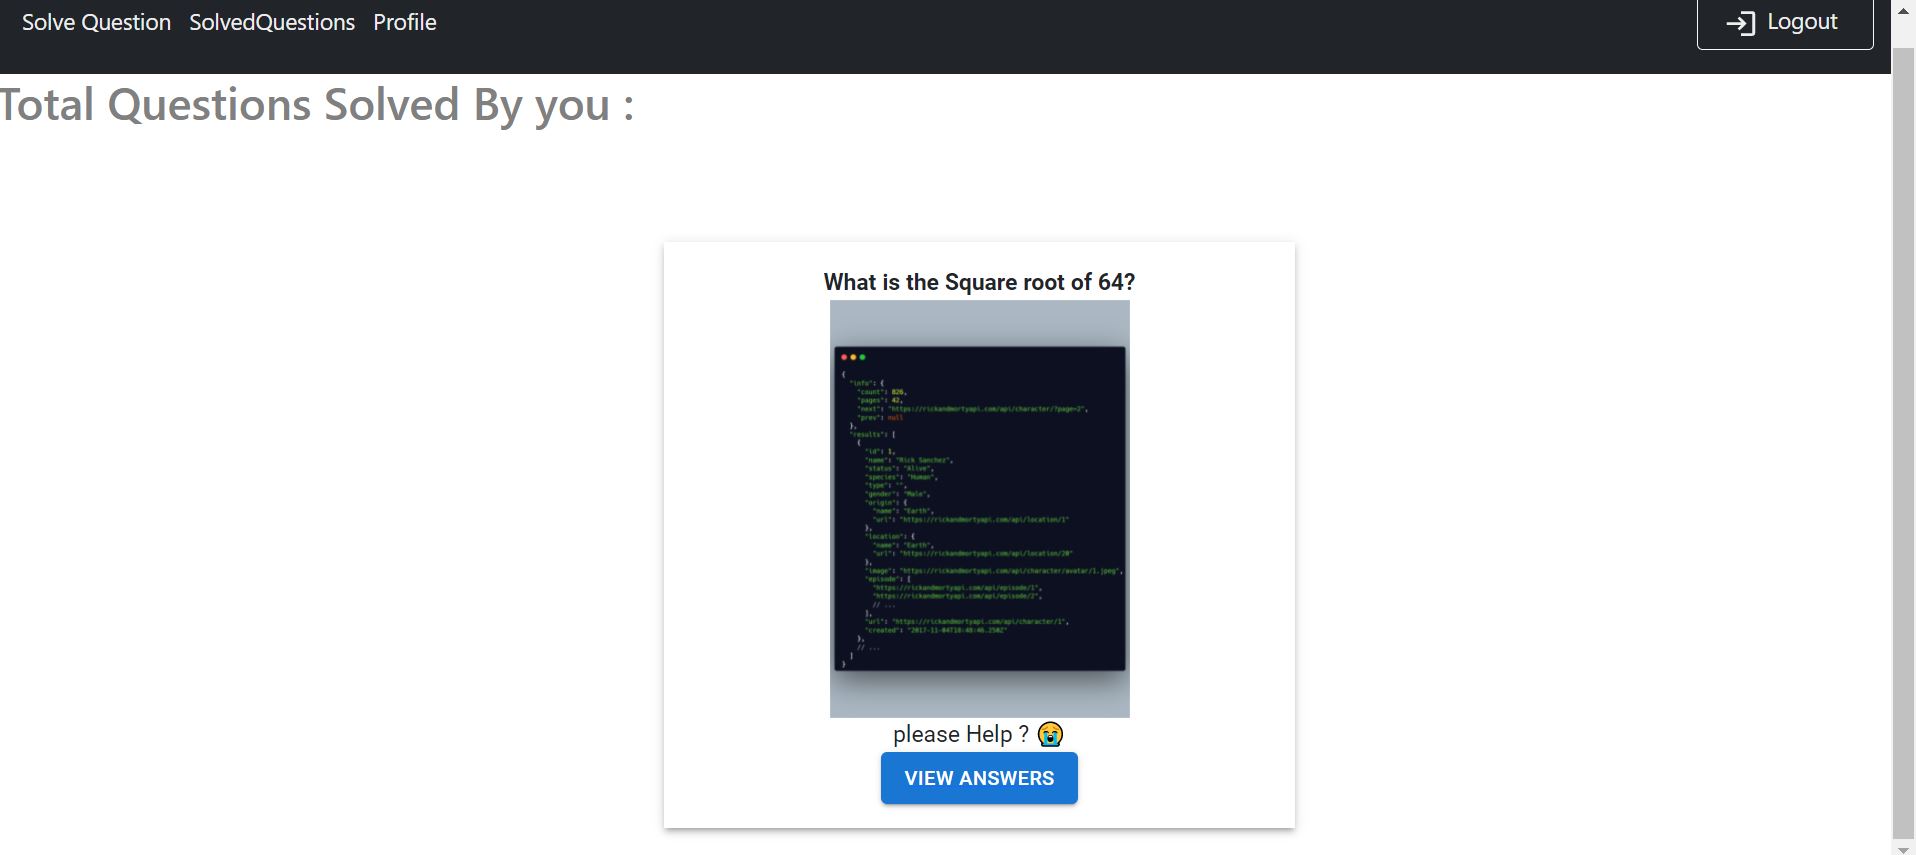 Solve Question SolvedQuestions Profile Logout
Total Questions Solved By you :
What is the Square root of 64?
{
"info": {
"count": 826,
"pages": 42,
"next": "https://rickandmortyapi.com/api/character/?page=2",
"prev": null
},
"results": [
{
"id": 1,
"name": "Rick Sanchez",
"status": "Alive",
"species": "Human",
"type": "",
"gender": "Male",
"origin": {
"name": "Earth",
"url": "https://rickandmortyapi.com/api/location/1"
},
"location": {
"name": "Earth",
"url": "https://rickandmortyapi.com/api/location/20"
},
"image": "https://rickandmortyapi.com/api/character/avatar/1.jpeg",
"episode": [
"https://rickandmortyapi.com/api/episode/1",
"https://rickandmortyapi.com/api/episode/2",
// ...
],
"url": "https://rickandmortyapi.com/api/character/1",
"created": "2017-11-04T18:48:46.250Z"
},
// ...
]
}
please Help ? 😭
VIEW ANSWERS